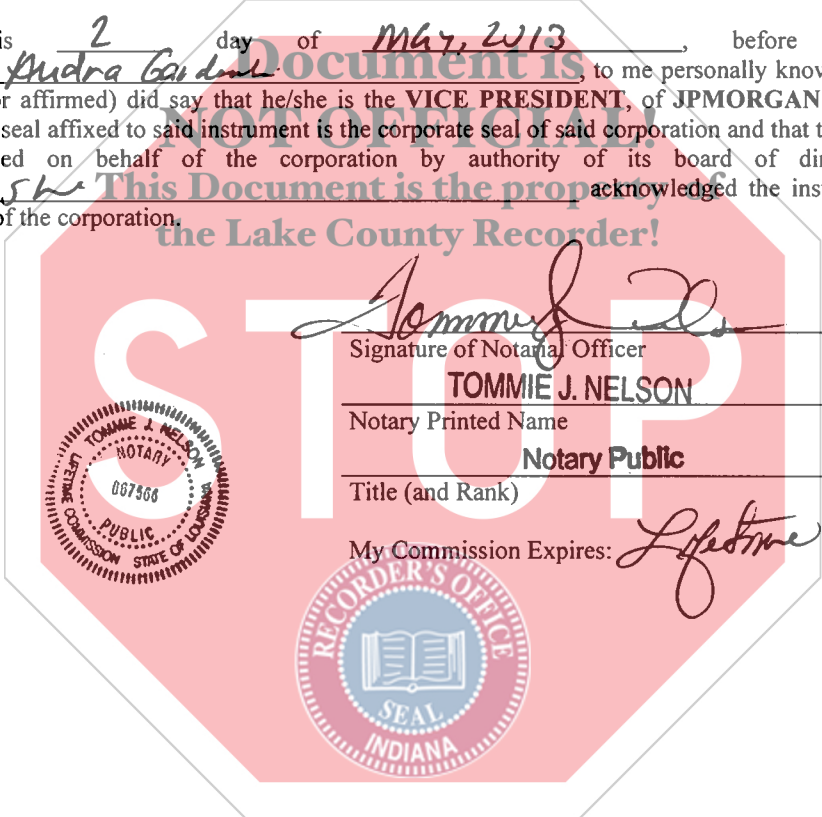 is 2 day of May, 2013, before
Audra , to me personally know
r affirmed) did say that he/she is the VICE PRESIDENT, of JPMORGAN
seal affixed to said instrument is the corporate seal of said corporation and that t
ed on behalf of the corporation by authority of its board of di
she acknowledged the ins
of the corporation.
Document is
NOT OFFICIAL!
This Document is the property of
the Lake County Recorder!
STOP
Signature of Notarial Officer
TOMMIE J. NELSON
Notary Printed Name
Notary Public
Title (and Rank)
My Commission Expires: Lifetime
TOMMIE J. NELSON
NOTARY
067566
PUBLIC
LIFETIME COMMISSION STATE OF LOUISIANA
RECORDER'S OFFICE
SEAL
INDIANA